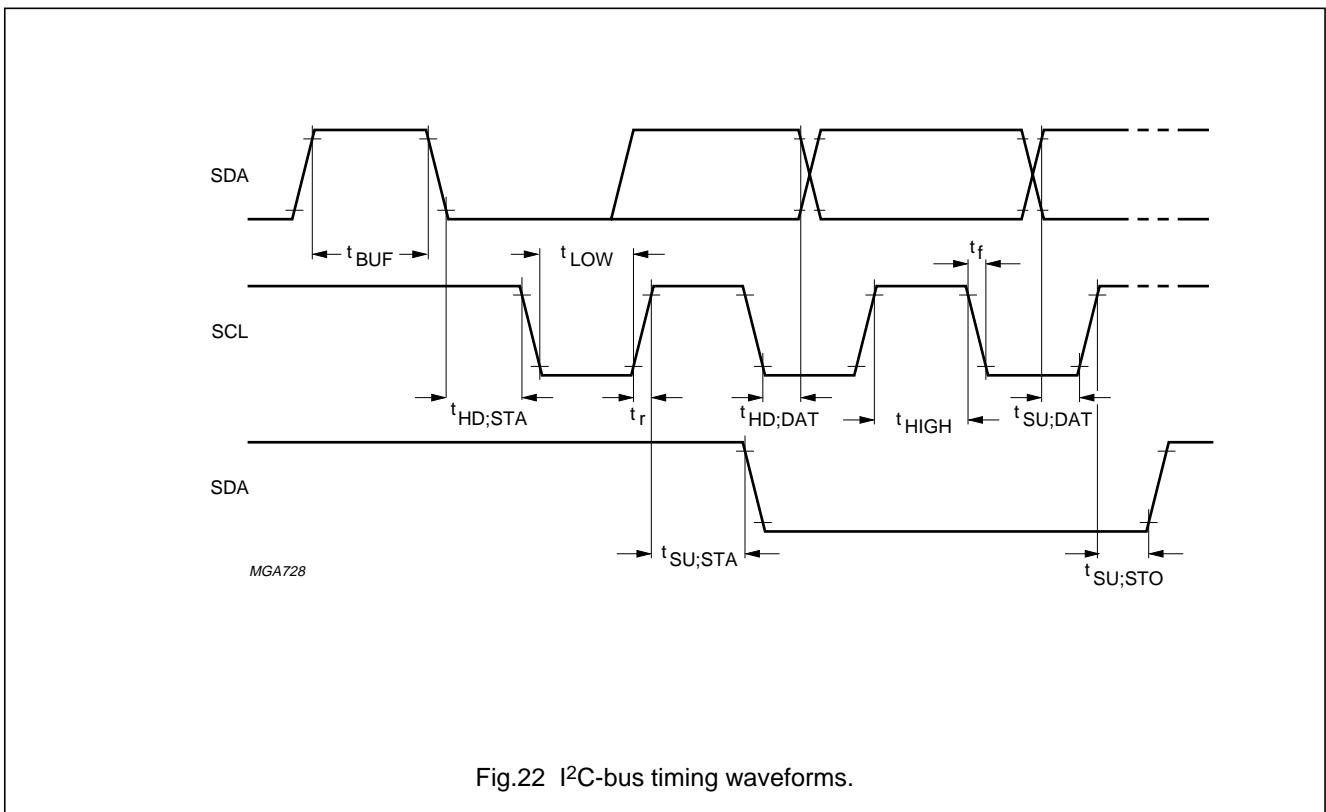 SDA
t BUF
t LOW
t f
SCL
t HD;STA
t r
t HD;DAT
t HIGH
t SU;DAT
SDA
t SU;STA
t SU;STO
MGA728
Fig.22 I²C-bus timing waveforms.